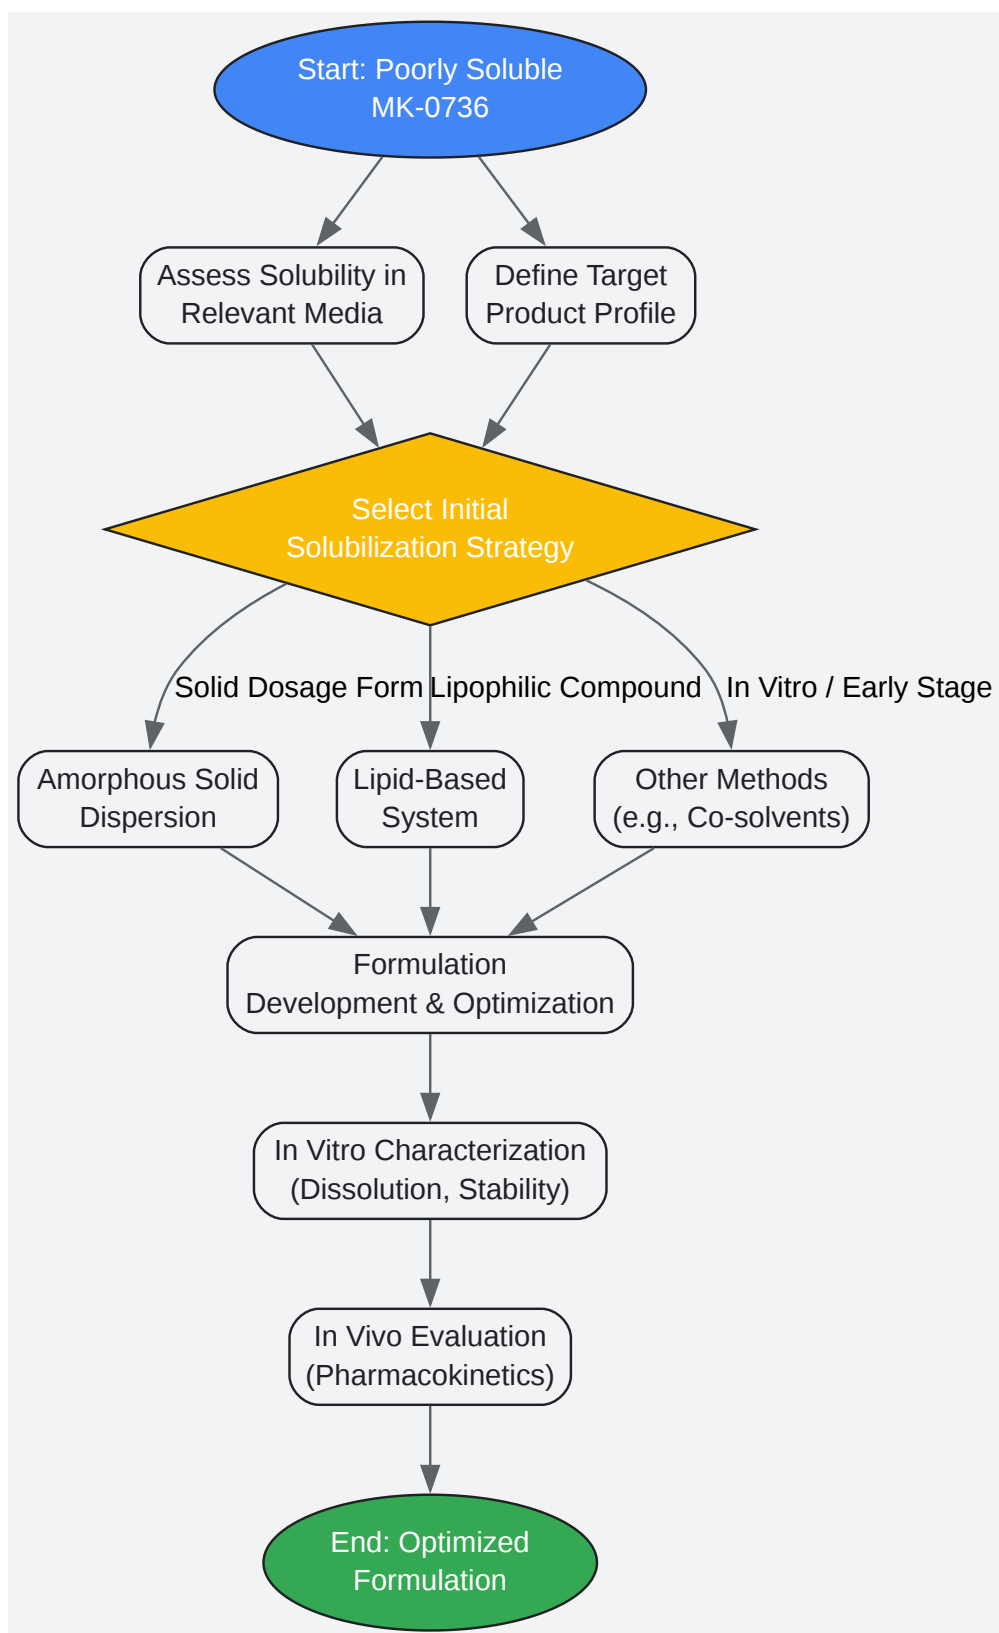 Start: Poorly Soluble
MK-0736
Assess Solubility in
Relevant Media
Define Target
Product Profile
Select Initial
Solubilization Strategy
Solid Dosage Form
Lipophilic Compound
In Vitro / Early Stage
Amorphous Solid
Dispersion
Lipid-Based
System
Other Methods
(e.g., Co-solvents)
Formulation
Development & Optimization
In Vitro Characterization
(Dissolution, Stability)
In Vivo Evaluation
(Pharmacokinetics)
End: Optimized
Formulation